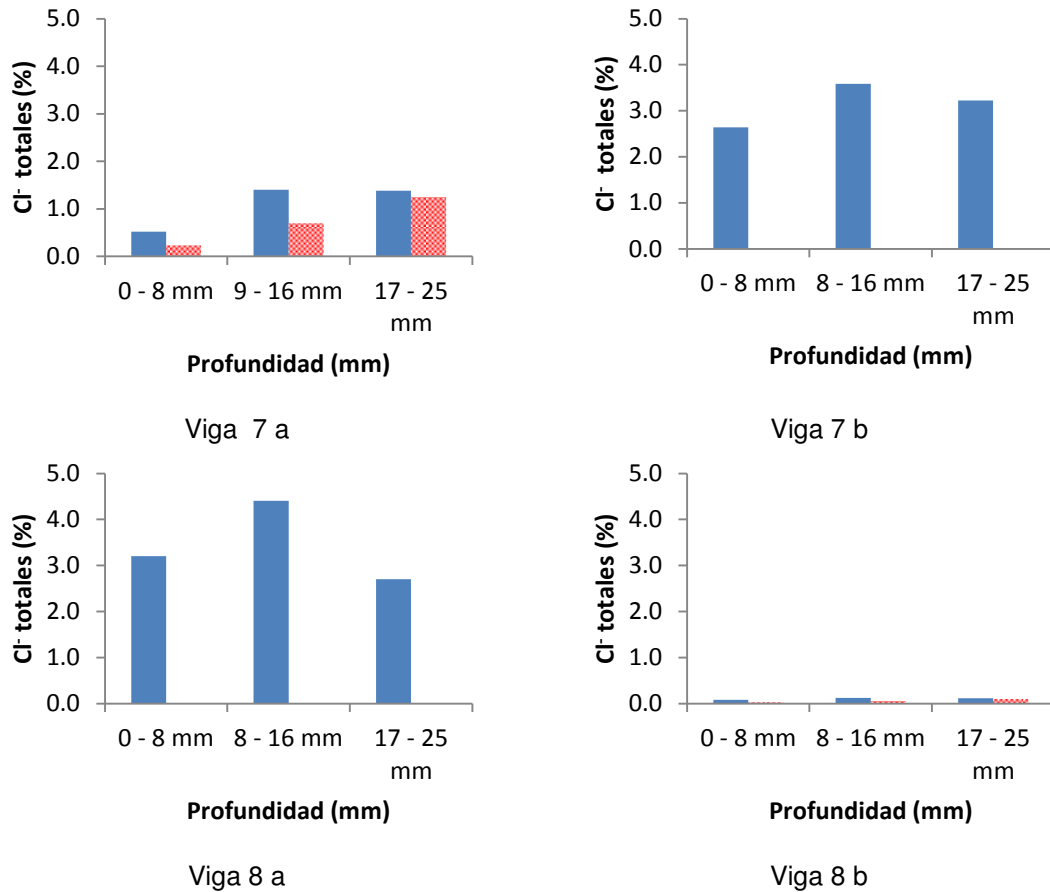 5.0
4.0
3.0
2.0
1.0
0.0
Cl- totales (%)
0 - 8 mm 9 - 16 mm 17 - 25
mm
Profundidad (mm)
Viga 7 a
5.0
4.0
3.0
2.0
1.0
0.0
Cl- totales (%)
0 - 8 mm 8 - 16 mm 17 - 25
mm
Profundidad (mm)
Viga 7 b
5.0
4.0
3.0
2.0
1.0
0.0
Cl- totales (%)
0 - 8 mm 8 - 16 mm 17 - 25
mm
Profundidad (mm)
Viga 8 a
5.0
4.0
3.0
2.0
1.0
0.0
Cl- totales (%)
0 - 8 mm 8 - 16 mm 17 - 25
mm
Profundidad (mm)
Viga 8 b